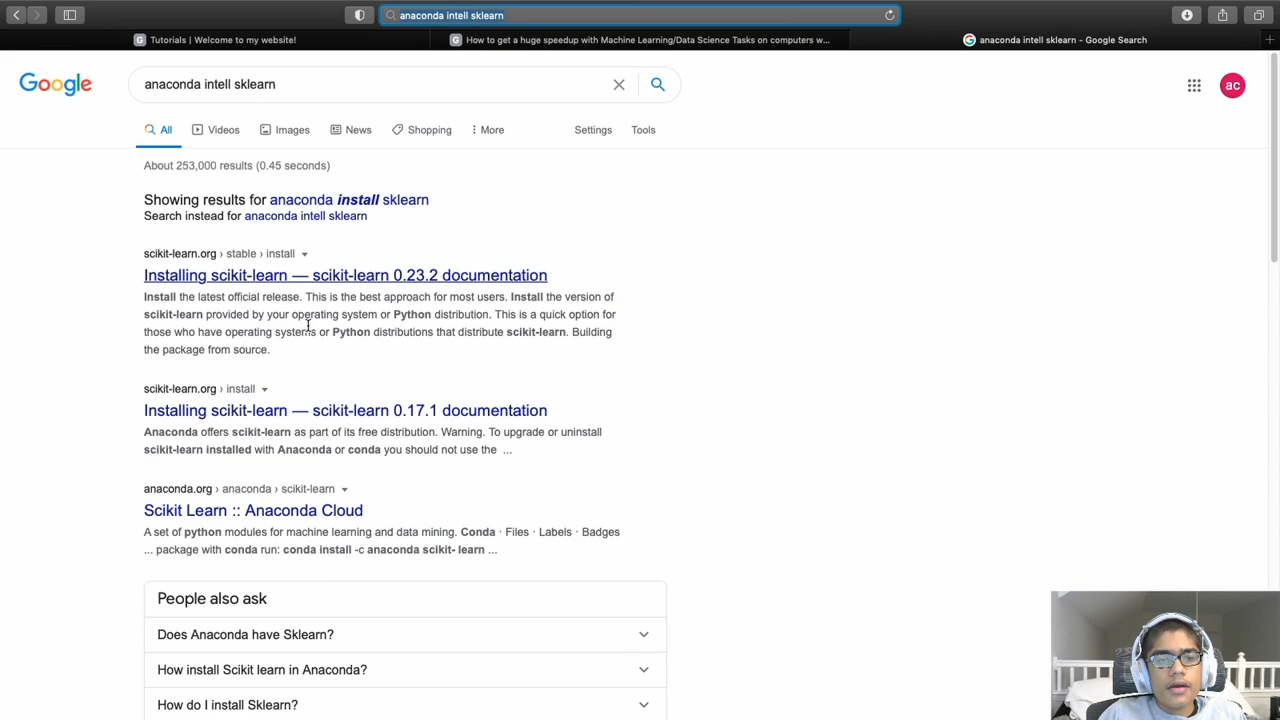 anaconda intell sklearn
Tutorials | Welcome to my website!
How to get a huge speedup with Machine Learning/Data Science Tasks on computers w...
anaconda intell sklearn - Google Search
Google
anaconda intell sklearn
ac
All
Videos
Images
News
Shopping
More
Settings
Tools
About 253,000 results (0.45 seconds)
Showing results for anaconda install sklearn
Search instead for anaconda intell sklearn
scikit-learn.org › stable › install
Installing scikit-learn — scikit-learn 0.23.2 documentation
Install the latest official release. This is the best approach for most users. Install the version of
scikit-learn provided by your operating system or Python distribution. This is a quick option for
those who have operating systems or Python distributions that distribute scikit-learn. Building
the package from source.
scikit-learn.org › install
Installing scikit-learn — scikit-learn 0.17.1 documentation
Anaconda offers scikit-learn as part of its free distribution. Warning. To upgrade or uninstall
scikit-learn installed with Anaconda or conda you should not use the ...
anaconda.org › anaconda › scikit-learn
Scikit Learn :: Anaconda Cloud
A set of python modules for machine learning and data mining. Conda · Files · Labels · Badges
... package with conda run: conda install -c anaconda scikit- learn ...
People also ask
Does Anaconda have Sklearn?
How install Scikit learn in Anaconda?
How do I install Sklearn?